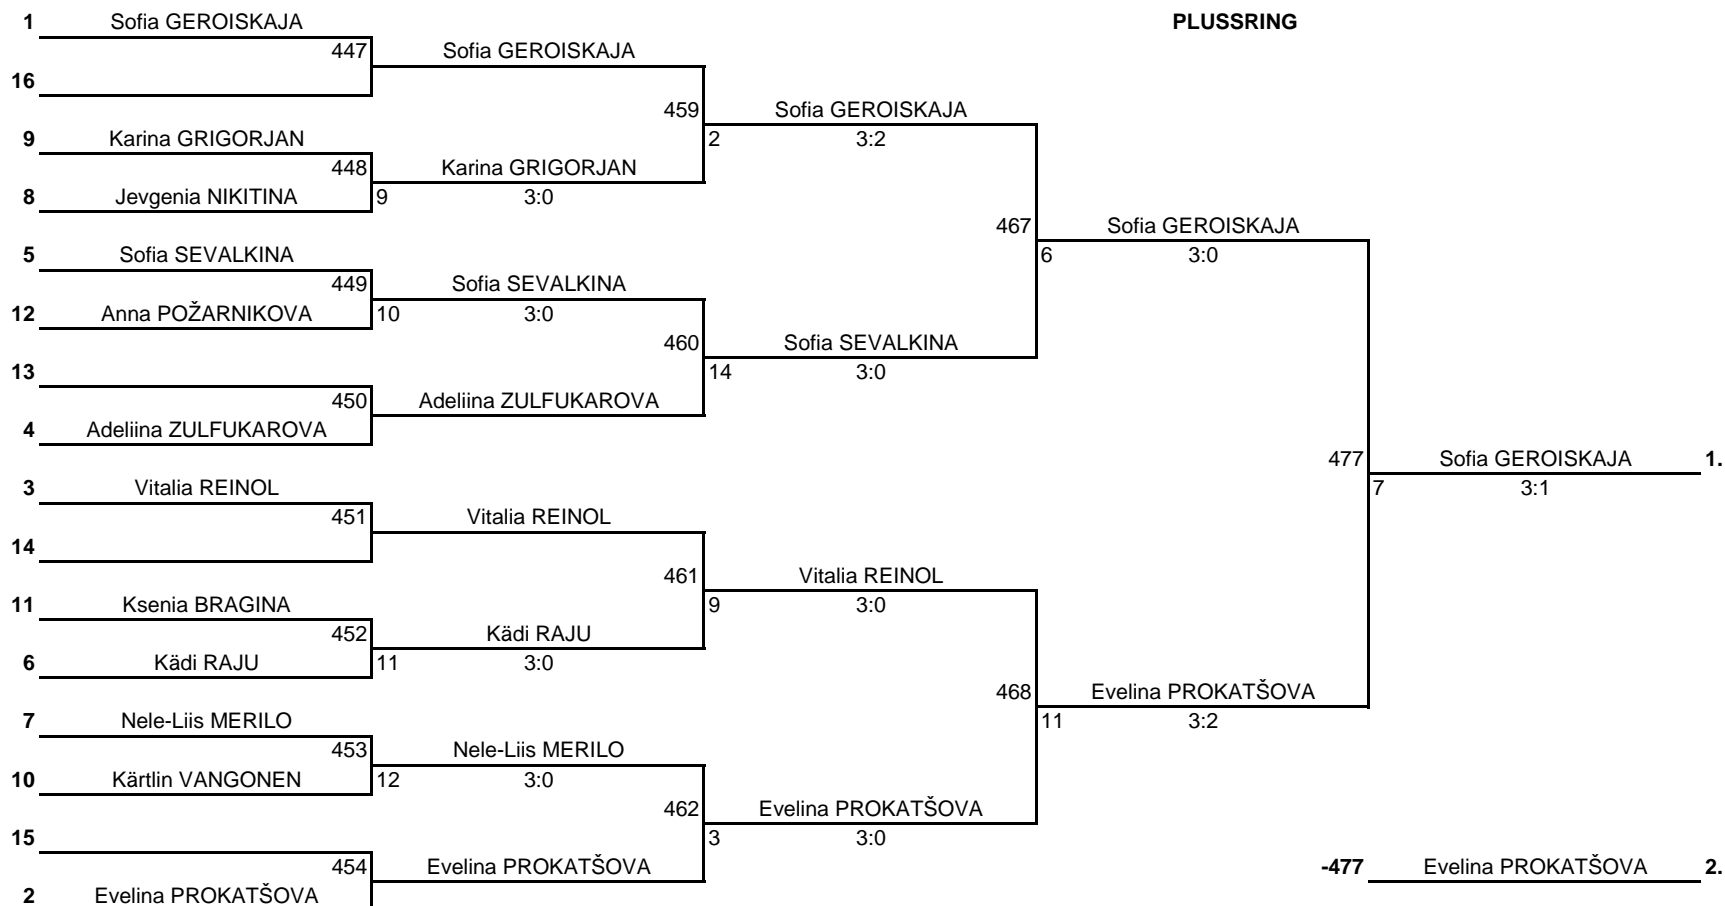 1 Sofia GEROISKAJA PLUSSRING
447 Sofia GEROISKAJA
16
459 Sofia GEROISKAJA
9 Karina GRIGORJAN 2 3:2
448 Karina GRIGORJAN
8 Jevgenia NIKITINA 9 3:0
467 Sofia GEROISKAJA
5 Sofia SEVALKINA 6 3:0
449 Sofia SEVALKINA
12 Anna POŽARNIKOVA 10 3:0
460 Sofia SEVALKINA
13 14 3:0
450 Adeliina ZULFUKAROVA
4 Adeliina ZULFUKAROVA
477 Sofia GEROISKAJA 1.
3 Vitalia REINOL 7 3:1
451 Vitalia REINOL
14
461 Vitalia REINOL
11 Ksenia BRAGINA 9 3:0
452 Kädi RAJU
6 Kädi RAJU 11 3:0
468 Evelina PROKATŠOVA
7 Nele-Liis MERILO 11 3:2
453 Nele-Liis MERILO
10 Kärtlin VANGONEN 12 3:0
462 Evelina PROKATŠOVA
15 3 3:0
454 Evelina PROKATŠOVA -477 Evelina PROKATŠOVA 2.
2 Evelina PROKATŠOVA